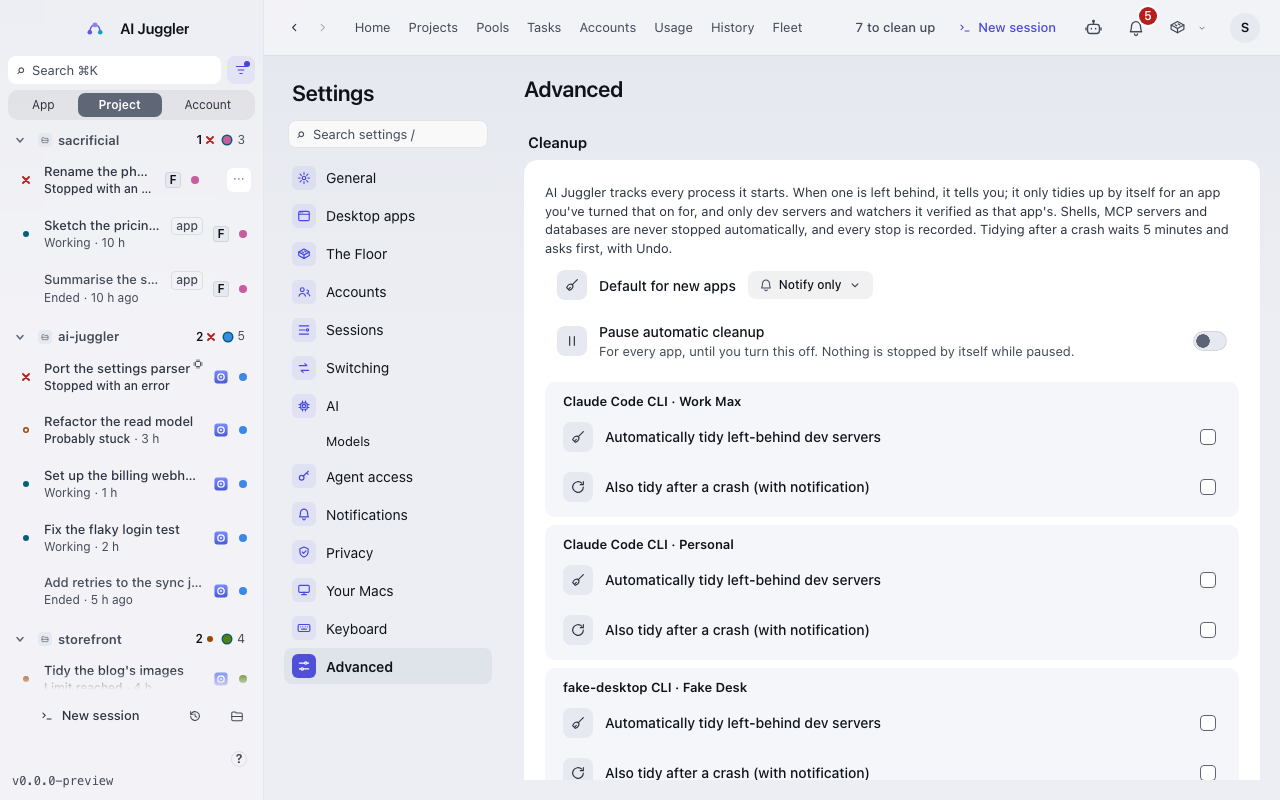 AI Juggler
Search ⌘K
App Project Account
sacrificial 1 3
Rename the ph... F
Stopped with an ...
Sketch the pricin... app F
Working · 10 h
Summarise the s... app F
Ended · 10 h ago
ai-juggler 2 5
Port the settings parser
Stopped with an error
Refactor the read model
Probably stuck · 3 h
Set up the billing webh...
Working · 1 h
Fix the flaky login test
Working · 2 h
Add retries to the sync j...
Ended · 5 h ago
storefront 2 4
Tidy the blog's images
Limit reached · 4 h
New session
?
v0.0.0-preview
Home Projects Pools Tasks Accounts Usage History Fleet 7 to clean up New session 5 S
Settings
Search settings /
General
Desktop apps
The Floor
Accounts
Sessions
Switching
AI
Models
Agent access
Notifications
Privacy
Your Macs
Keyboard
Advanced
Advanced
Cleanup
AI Juggler tracks every process it starts. When one is left behind, it tells you; it only tidies up by itself for an app
you've turned that on for, and only dev servers and watchers it verified as that app's. Shells, MCP servers and
databases are never stopped automatically, and every stop is recorded. Tidying after a crash waits 5 minutes and
asks first, with Undo.
Default for new apps Notify only
Pause automatic cleanup
For every app, until you turn this off. Nothing is stopped by itself while paused.
Claude Code CLI · Work Max
Automatically tidy left-behind dev servers
Also tidy after a crash (with notification)
Claude Code CLI · Personal
Automatically tidy left-behind dev servers
Also tidy after a crash (with notification)
fake-desktop CLI · Fake Desk
Automatically tidy left-behind dev servers
Also tidy after a crash (with notification)